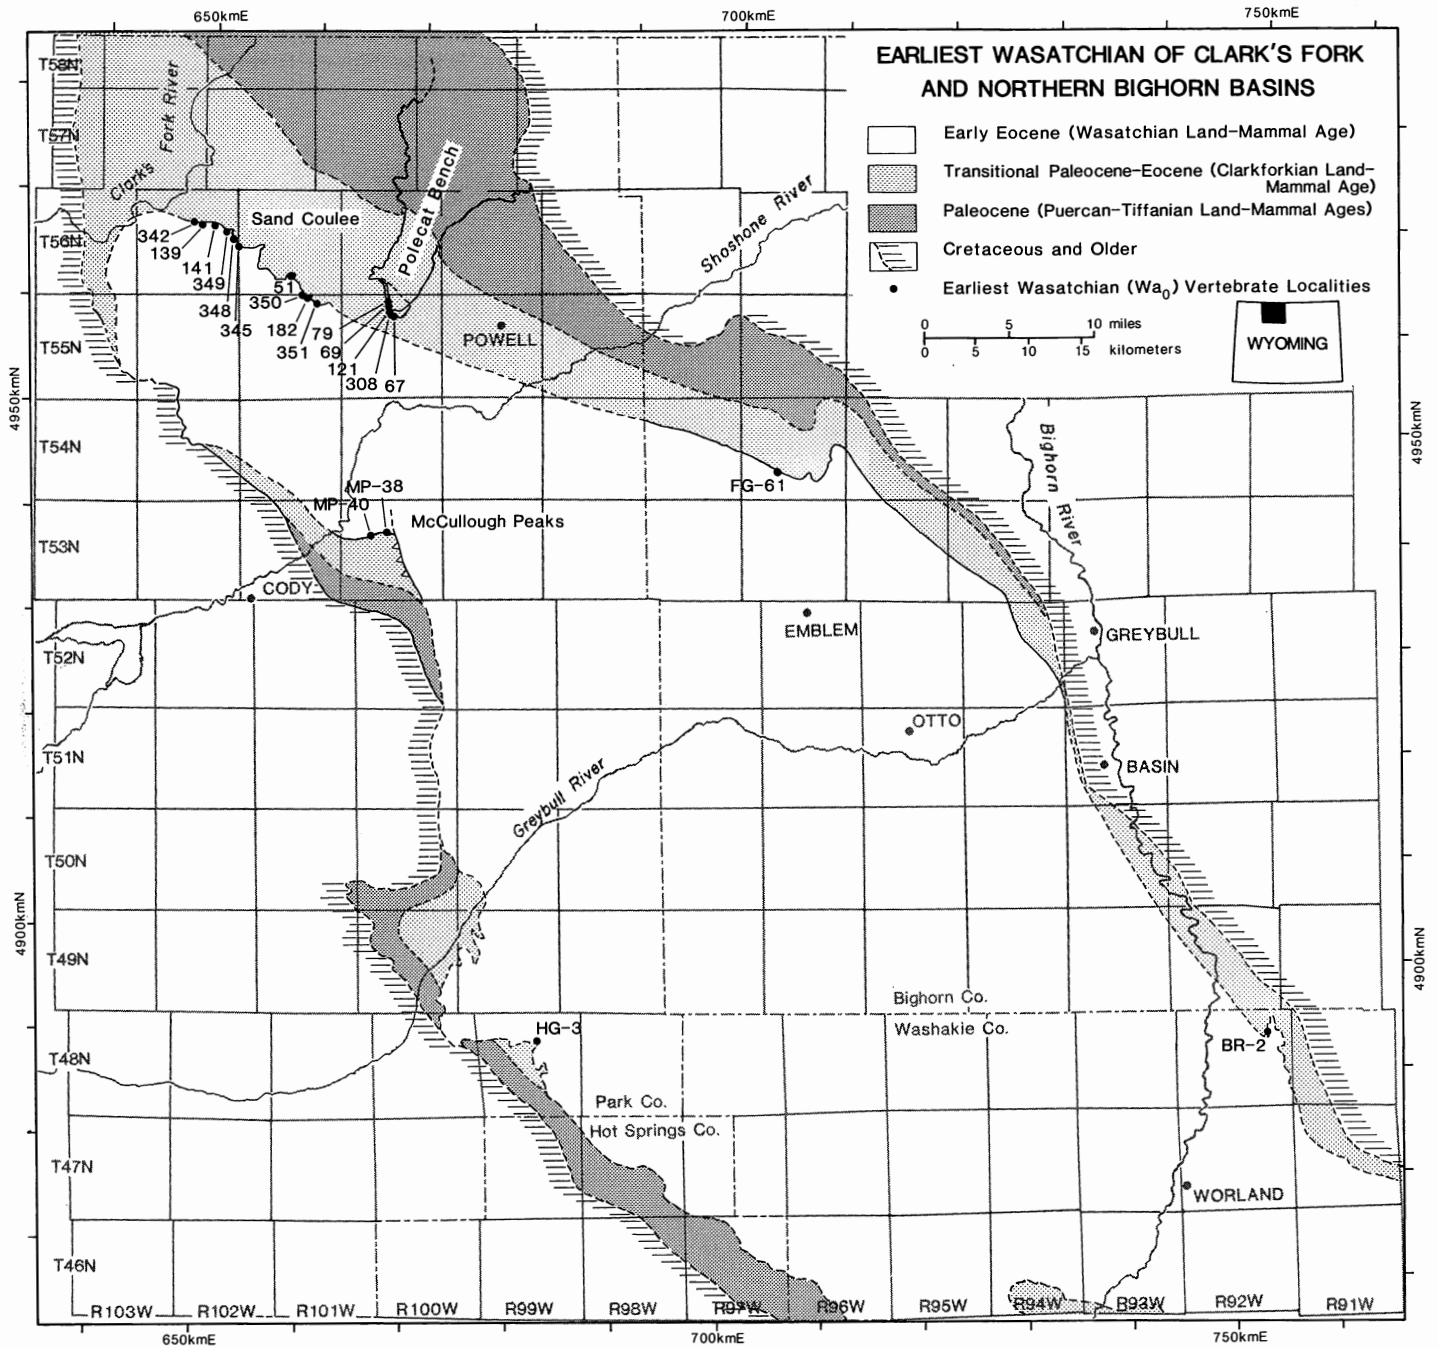 650kmE
700kmE
750kmE
EARLIEST WASATCHIAN OF CLARK'S FORK
AND NORTHERN BIGHORN BASINS
Early Eocene (Wasatchian Land-Mammal Age)
Transitional Paleocene-Eocene (Clarkforkian Land-
Mammal Age)
Paleocene (Puercan-Tiffanian Land-Mammal Ages)
Cretaceous and Older
Earliest Wasatchian (Wa0) Vertebrate Localities
0 5 10 miles
0 5 10 15 kilometers
WYOMING
T58N
T57N
T56N
T55N
T54N
T53N
T52N
T51N
T50N
T49N
T48N
T47N
T46N
Clark's Fork River
Sand Coulee
Polecat Bench
Shoshone River
342
139
141
349
348
345
51
350
182
351
79
69
121
308
67
POWELL
4950kmN
4950kmN
Bighorn River
FG-61
MP-38
MP-40
McCullough Peaks
CODY
EMBLEM
GREYBULL
OTTO
BASIN
Greybull River
4900kmN
4900kmN
Bighorn Co.
Washakie Co.
HG-3
BR-2
Park Co.
Hot Springs Co.
WORLAND
R103W
R102W
R101W
R100W
R99W
R98W
R97W
R96W
R95W
R94W
R93W
R92W
R91W
650kmE
700kmE
750kmE